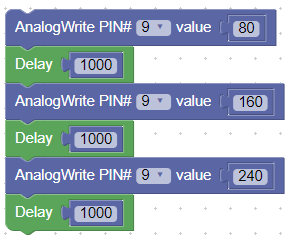 AnalogWrite PIN# 9 value 80
Delay 1000
AnalogWrite PIN# 9 value 160
Delay 1000
AnalogWrite PIN# 9 value 240
Delay 1000